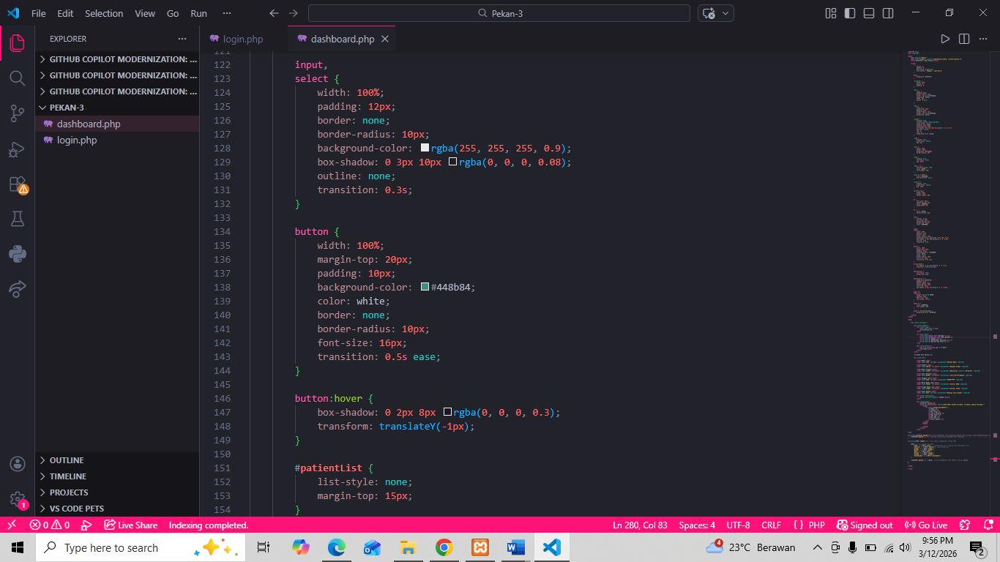 File Edit Selection View Go Run ··· Pekan-3
EXPLORER ···
GITHUB COPILOT MODERNIZATION: ...
GITHUB COPILOT MODERNIZATION: ...
GITHUB COPILOT MODERNIZATION: ...
PEKAN-3
dashboard.php
login.php
OUTLINE
TIMELINE
PROJECTS
VS CODE PETS
1
login.php dashboard.php
121
122 input,
123 select {
124 width: 100%;
125 padding: 12px;
126 border: none;
127 border-radius: 10px;
128 background-color: rgba(255, 255, 255, 0.9);
129 box-shadow: 0 3px 10px rgba(0, 0, 0, 0.08);
130 outline: none;
131 transition: 0.3s;
132 }
133
134 button {
135 width: 100%;
136 margin-top: 20px;
137 padding: 10px;
138 background-color: #448b84;
139 color: white;
140 border: none;
141 border-radius: 10px;
142 font-size: 16px;
143 transition: 0.5s ease;
144 }
145
146 button:hover {
147 box-shadow: 0 2px 8px rgba(0, 0, 0, 0.3);
148 transform: translateY(-1px);
149 }
150
151 #patientList {
152 list-style: none;
153 margin-top: 15px;
154 }
0 0 Live Share Indexing completed. Ln 280, Col 83 Spaces: 4 UTF-8 CRLF { } PHP Signed out Go Live
Type here to search 4 23°C Berawan 9:56 PM
3/12/2026 2